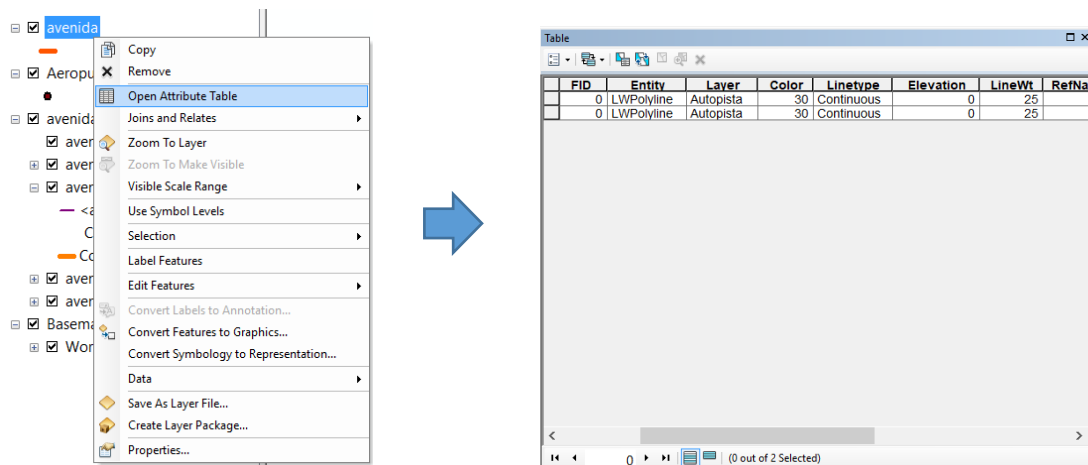 avenida
Copy
Remove
Aeropu
Open Attribute Table
avenida
Joins and Relates
aver
Zoom To Layer
aver
Zoom To Make Visible
aver
Visible Scale Range
<a
Use Symbol Levels
C
Selection
Co
Label Features
aver
Edit Features
aver
Convert Labels to Annotation...
Basema
Convert Features to Graphics...
Wor
Convert Symbology to Representation...
Data
Save As Layer File...
Create Layer Package...
Properties...
Table
FID Entity Layer Color Linetype Elevation LineWt RefNa
0 LWPolyline Autopista 30 Continuous 0 25
0 LWPolyline Autopista 30 Continuous 0 25
0 (0 out of 2 Selected)